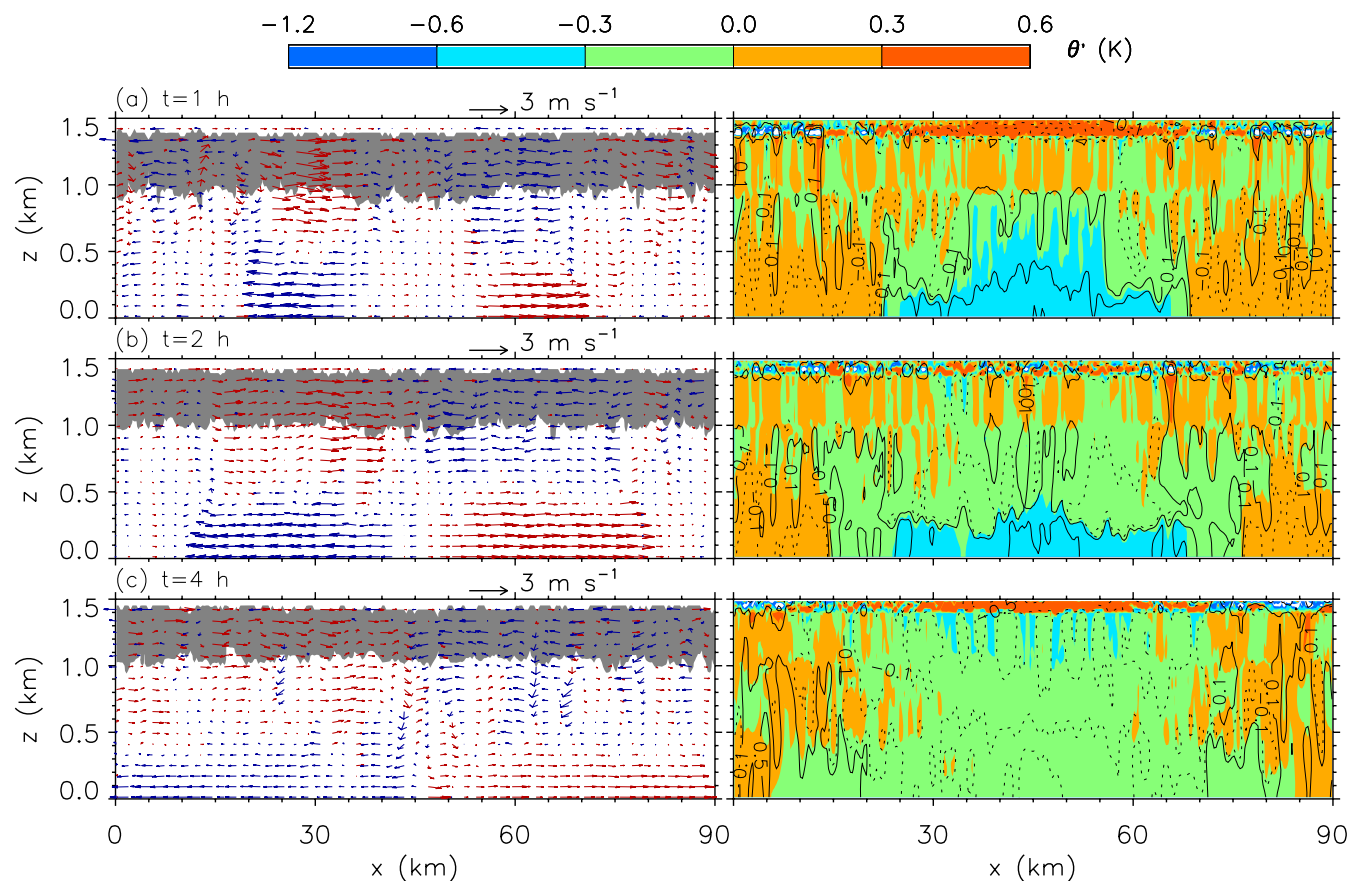 −1.2 −0.6 −0.3 0.0 0.3 0.6 θ' (K)
(a) t=1 h 3 m s⁻¹
1.5
1.0
0.5
0.0
z (km)
(b) t=2 h 3 m s⁻¹
1.5
1.0
0.5
0.0
z (km)
(c) t=4 h 3 m s⁻¹
1.5
1.0
0.5
0.0
z (km)
0 30 60 90 30 60 90
x (km) x (km)